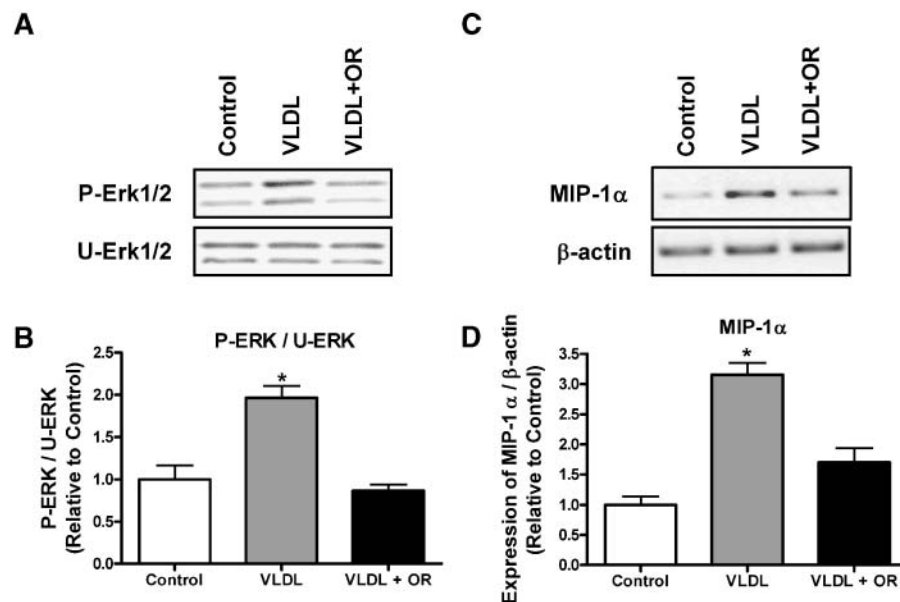 A
Control
VLDL
VLDL+OR
P-Erk1/2
U-Erk1/2
B
P-ERK / U-ERK
P-ERK / U-ERK
(Relative to Control)
2.5
2.0
1.5
1.0
0.5
0.0
*
Control
VLDL
VLDL + OR
C
Control
VLDL
VLDL+OR
MIP-1α
β-actin
D
MIP-1α
Expression of MIP-1 α / β-actin
(Relative to Control)
3.5
3.0
2.5
2.0
1.5
1.0
0.5
0.0
*
Control
VLDL
VLDL + OR